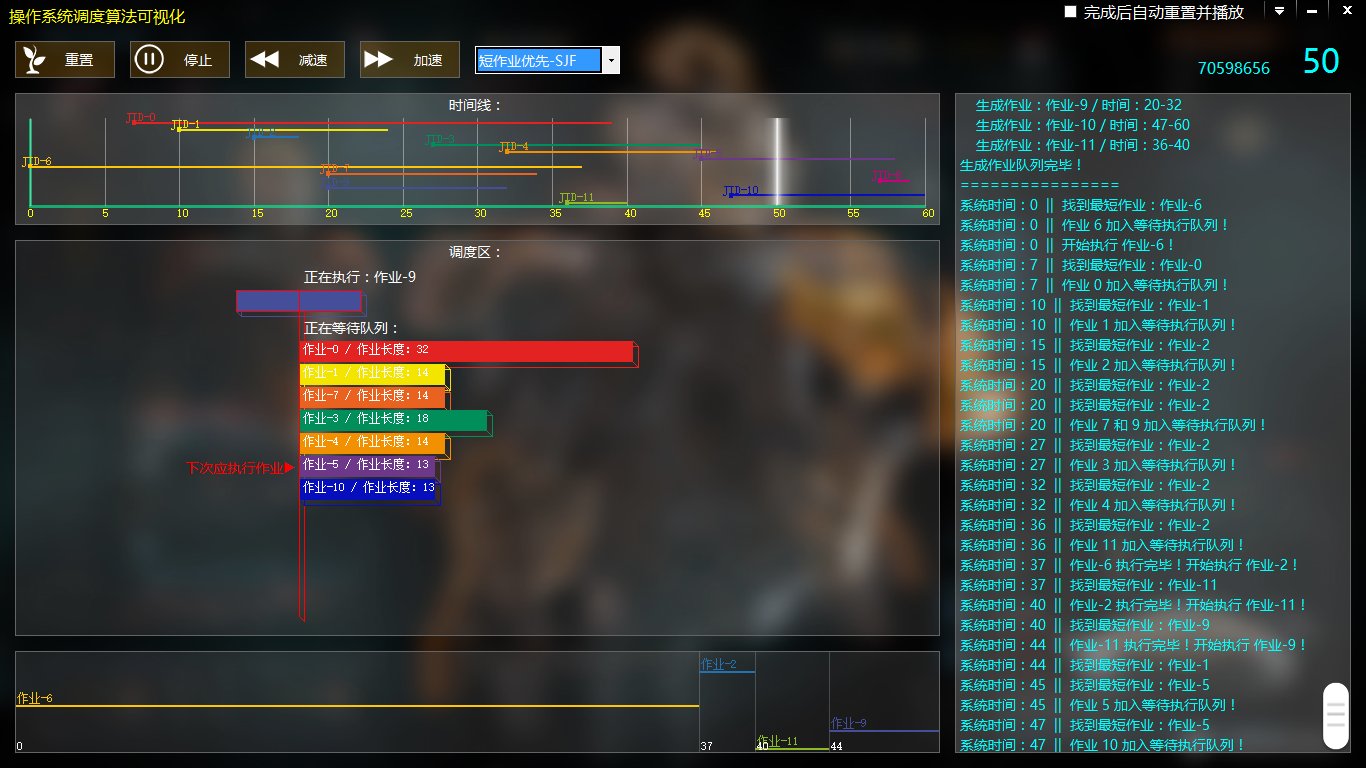 操作系统调度算法可视化
完成后自动重置并播放
重置
停止
减速
加速
短作业优先-SJF
70598656
50
时间线：
JID-0
JID-1
JID-3
JID-4
JID-6
JID-7
JID-10
JID-11
0 5 10 15 20 25 30 35 40 45 50 55 60
调度区：
正在执行：作业-9
正在等待队列：
作业-0 / 作业长度: 32
作业-1 / 作业长度: 14
作业-7 / 作业长度: 14
作业-3 / 作业长度: 18
作业-4 / 作业长度: 14
下次应执行作业▶
作业-5 / 作业长度: 13
作业-10 / 作业长度: 13
作业-2
作业-6
作业-9
作业-11
0
37
40
44
生成作业：作业-9 / 时间：20-32
生成作业：作业-10 / 时间：47-60
生成作业：作业-11 / 时间：36-40
生成作业队列完毕！
================
系统时间：0 || 找到最短作业：作业-6
系统时间：0 || 作业 6 加入等待执行队列！
系统时间：0 || 开始执行 作业-6！
系统时间：7 || 找到最短作业：作业-0
系统时间：7 || 作业 0 加入等待执行队列！
系统时间：10 || 找到最短作业：作业-1
系统时间：10 || 作业 1 加入等待执行队列！
系统时间：15 || 找到最短作业：作业-2
系统时间：15 || 作业 2 加入等待执行队列！
系统时间：20 || 找到最短作业：作业-2
系统时间：20 || 找到最短作业：作业-2
系统时间：20 || 作业 7 和 9 加入等待执行队列！
系统时间：27 || 找到最短作业：作业-2
系统时间：27 || 作业 3 加入等待执行队列！
系统时间：32 || 找到最短作业：作业-2
系统时间：32 || 作业 4 加入等待执行队列！
系统时间：36 || 找到最短作业：作业-2
系统时间：36 || 作业 11 加入等待执行队列！
系统时间：37 || 作业-6 执行完毕！开始执行 作业-2！
系统时间：37 || 找到最短作业：作业-11
系统时间：40 || 作业-2 执行完毕！开始执行 作业-11！
系统时间：40 || 找到最短作业：作业-9
系统时间：44 || 作业-11 执行完毕！开始执行 作业-9！
系统时间：44 || 找到最短作业：作业-1
系统时间：45 || 找到最短作业：作业-5
系统时间：45 || 作业 5 加入等待执行队列！
系统时间：47 || 找到最短作业：作业-5
系统时间：47 || 作业 10 加入等待执行队列！